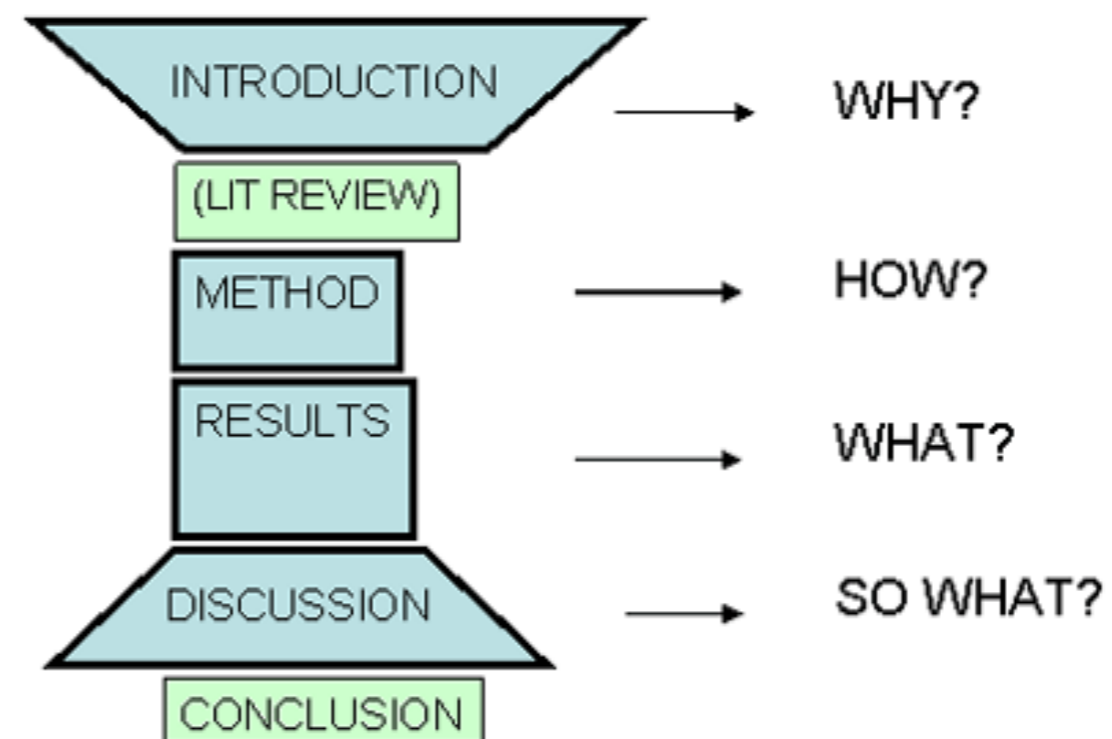 INTRODUCTION
WHY?
(LIT REVIEW)
METHOD
HOW?
RESULTS
WHAT?
DISCUSSION
SO WHAT?
CONCLUSION